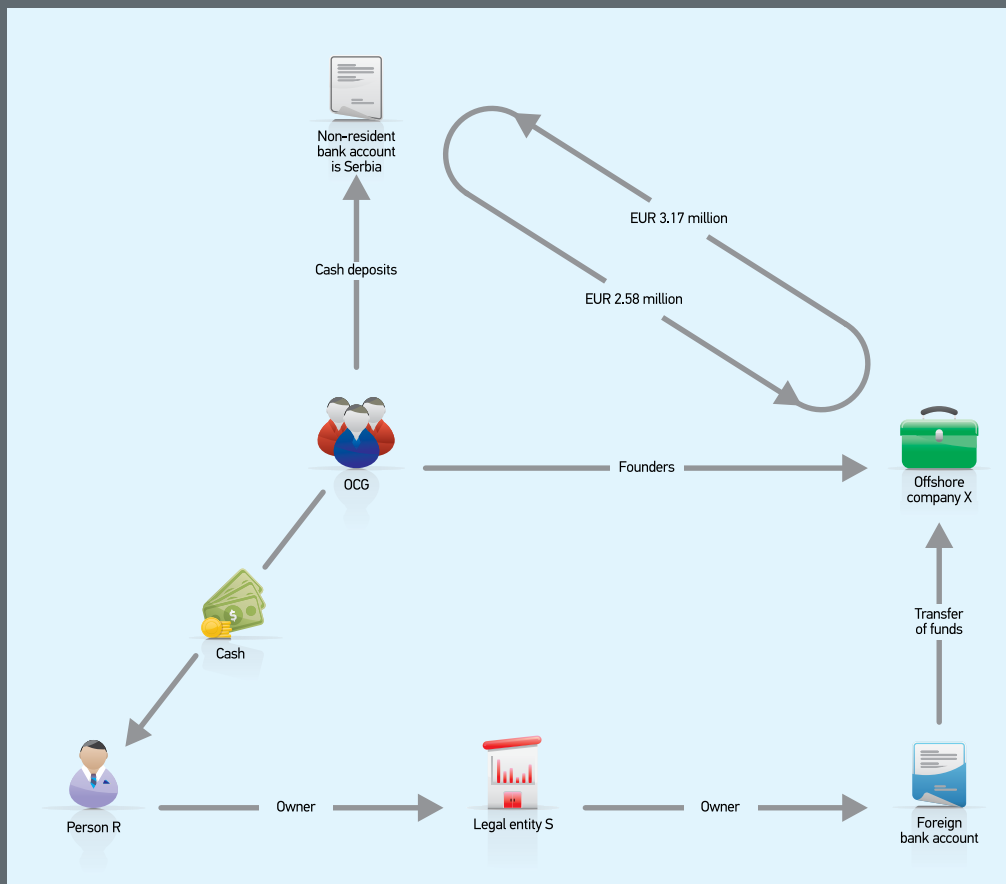 Non-resident
bank account
is Serbia
EUR 3.17 million
Cash deposits
EUR 2.58 million
OCG
Founders
Offshore
company X
$
Cash
Transfer
of funds
Person R
Owner
Legal entity S
Owner
Foreign
bank account